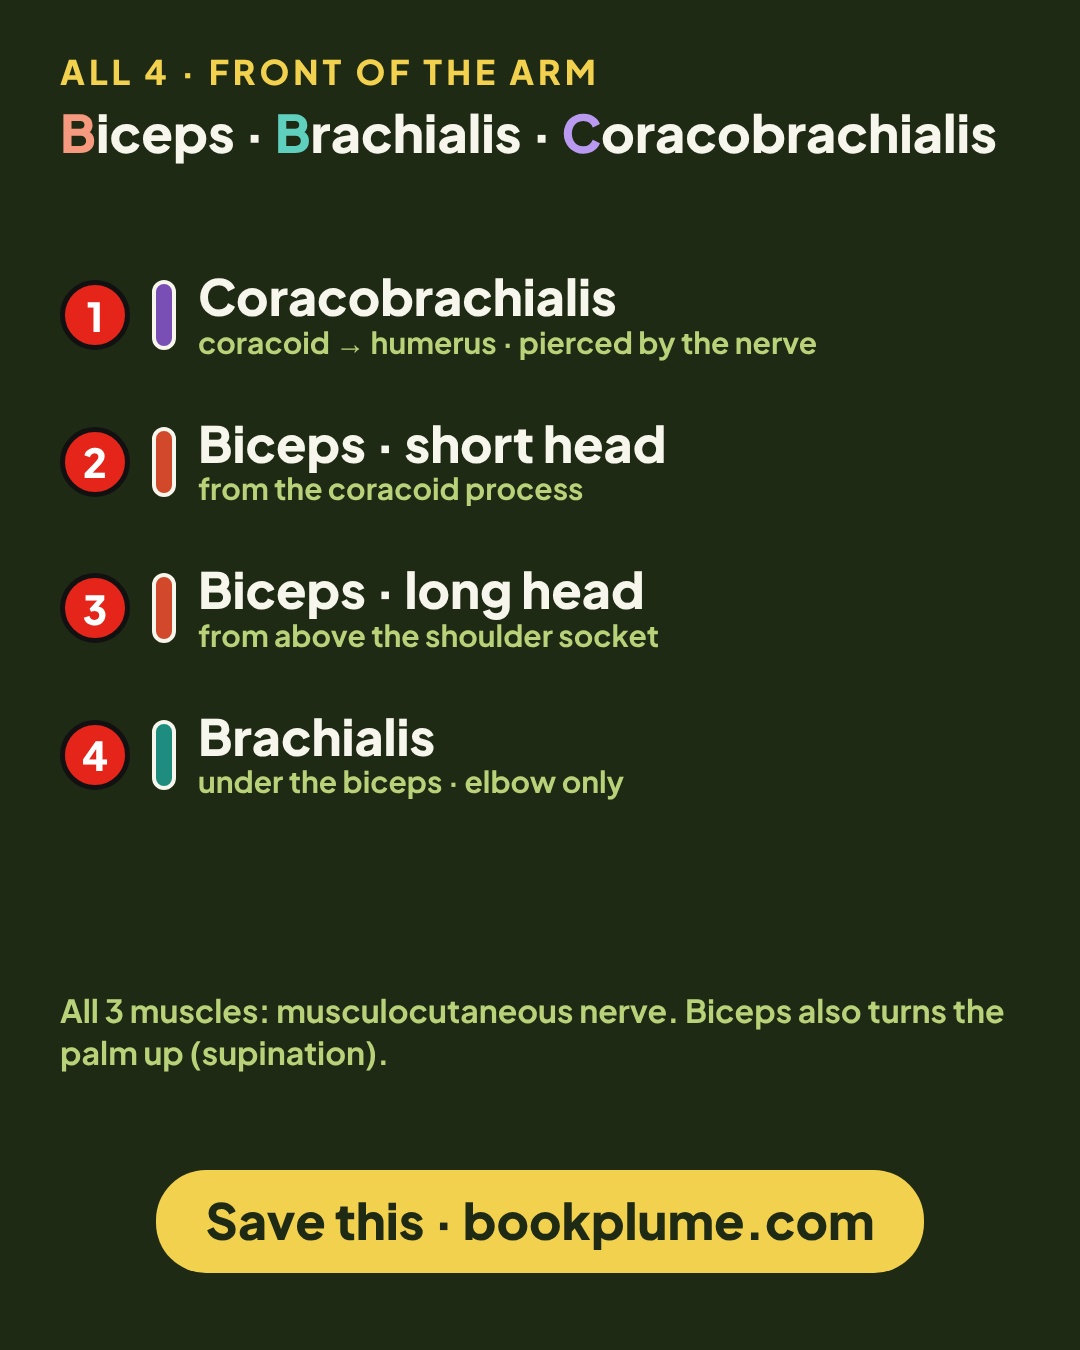 ALL 4 · FRONT OF THE ARM
Biceps · Brachialis · Coracobrachialis
1
Coracobrachialis
coracoid → humerus · pierced by the nerve
2
Biceps · short head
from the coracoid process
3
Biceps · long head
from above the shoulder socket
4
Brachialis
under the biceps · elbow only
All 3 muscles: musculocutaneous nerve. Biceps also turns the
palm up (supination).
Save this · bookplume.com